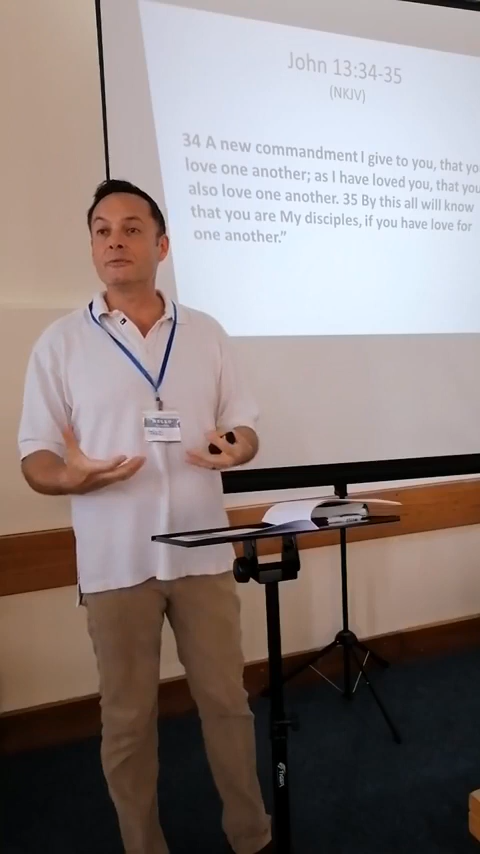 John 13:34-35
(NKJV)
34 A new commandment I give to you, that yo
love one another; as I have loved you, that you
also love one another. 35 By this all will know
that you are My disciples, if you have love for
one another.”
HELLO
TIGER